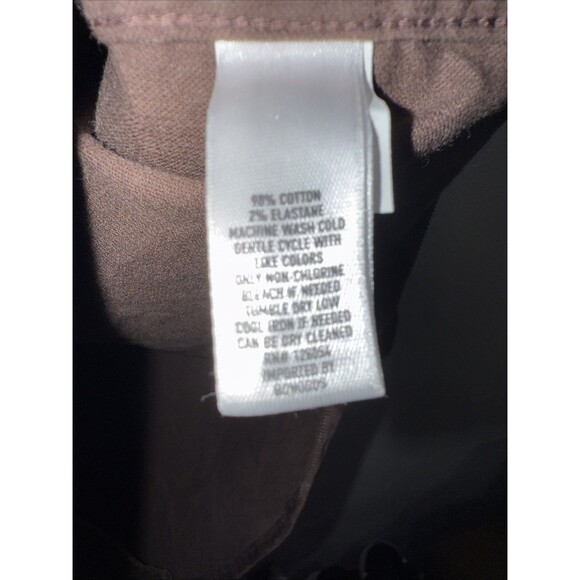 98% COTTON
2% ELASTANE
MACHINE WASH COLD
GENTLE CYCLE WITH
LIKE COLORS
ONLY NON-CHLORINE
BLEACH IF NEEDED
TUMBLE DRY LOW
COOL IRON IF NEEDED
CAN BE DRY CLEANED
RN#
IMPORTED BY